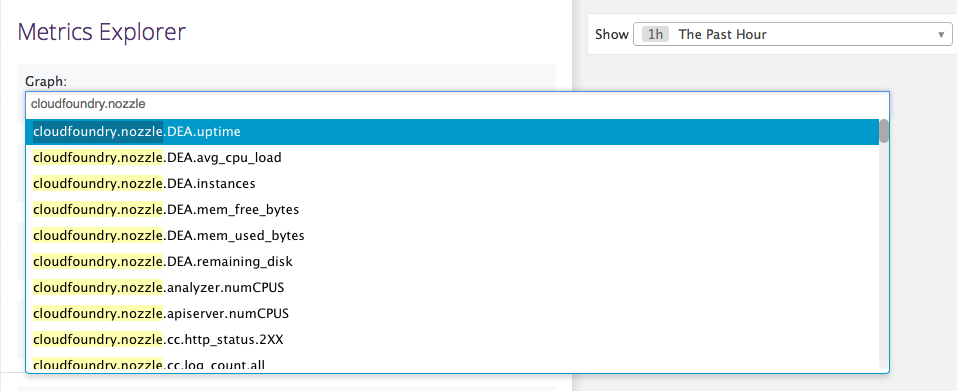 Metrics Explorer
Show 1h The Past Hour
Graph:
cloudfoundry.nozzle
cloudfoundry.nozzle.DEA.uptime
cloudfoundry.nozzle.DEA.avg_cpu_load
cloudfoundry.nozzle.DEA.instances
cloudfoundry.nozzle.DEA.mem_free_bytes
cloudfoundry.nozzle.DEA.mem_used_bytes
cloudfoundry.nozzle.DEA.remaining_disk
cloudfoundry.nozzle.analyzer.numCPUS
cloudfoundry.nozzle.apiserver.numCPUS
cloudfoundry.nozzle.cc.http_status.2XX
cloudfoundry.nozzle.cc.log_count.all